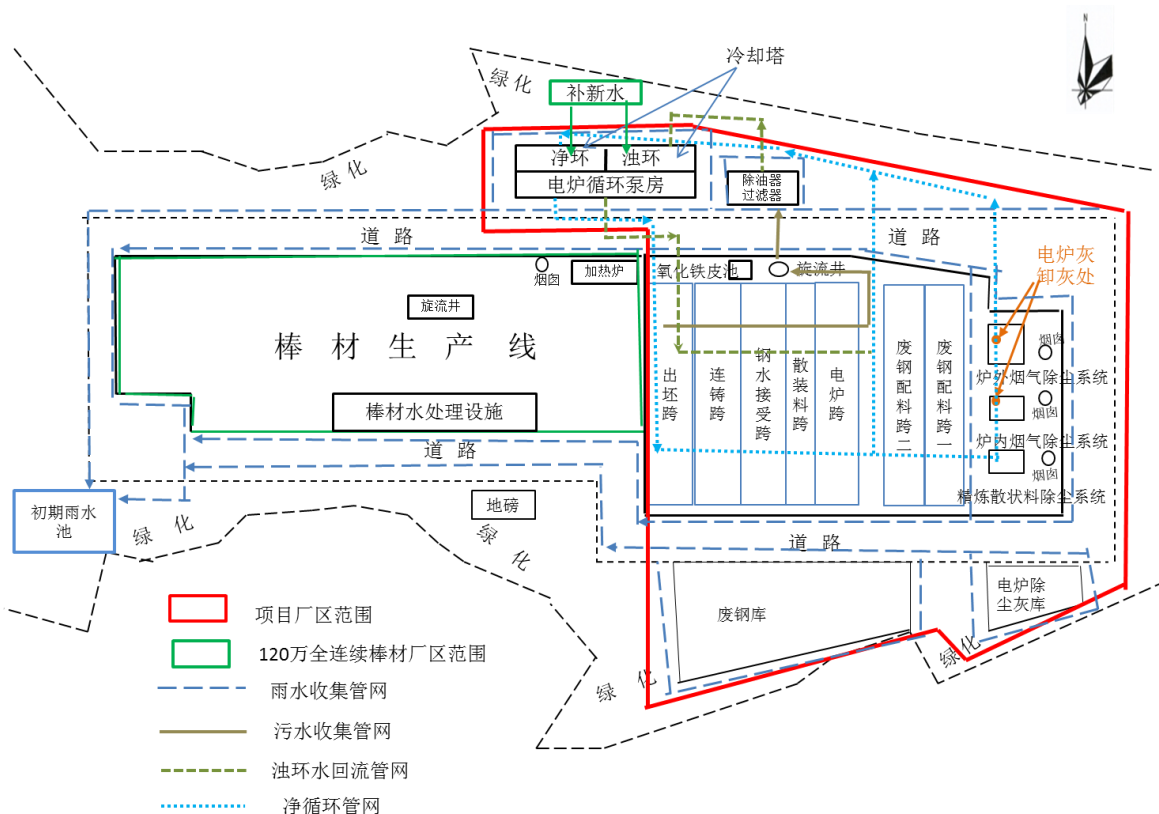 N
冷却塔
绿化
补新水
净环
浊环
电炉循环泵房
除油器
过滤器
绿化
道路
道路
电炉灰
卸灰处
烟囱
加热炉
氧化铁皮池
旋流井
旋流井
棒材生产线
棒材水处理设施
出坯跨
连铸跨
钢水接受跨
散装料跨
电炉跨
废钢配料跨二
废钢配料跨一
烟囱
炉外烟气除尘系统
烟囱
炉内烟气除尘系统
烟囱
精炼散状料除尘系统
道路
地磅
初期雨水
池
绿化
绿化
道路
废钢库
电炉除
尘灰库
绿化
绿化
项目厂区范围
120万全连续棒材厂区范围
雨水收集管网
污水收集管网
浊环水回流管网
净循环管网